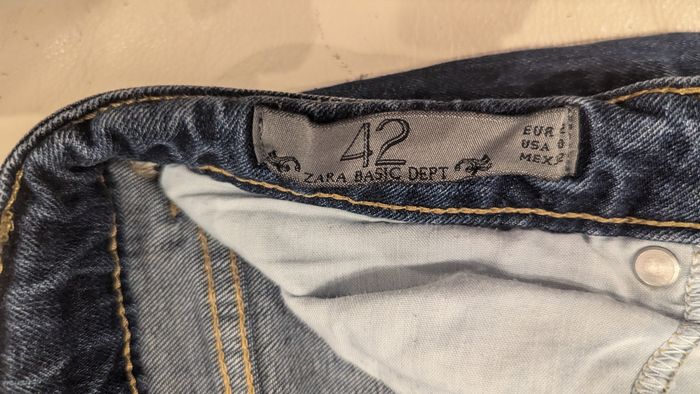 42
ZARA BASIC DEPT
EUR
USA
MEX